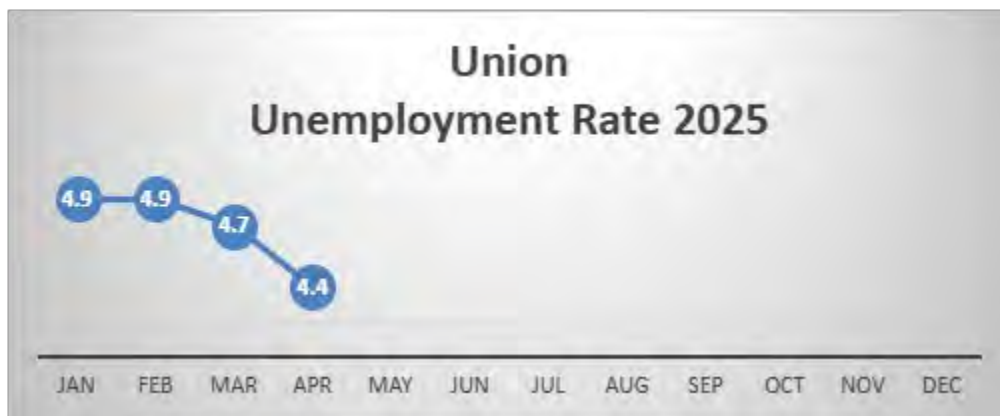 Union
Unemployment Rate 2025
4.9 4.9 4.7 4.4
JAN FEB MAR APR MAY JUN JUL AUG SEP OCT NOV DEC